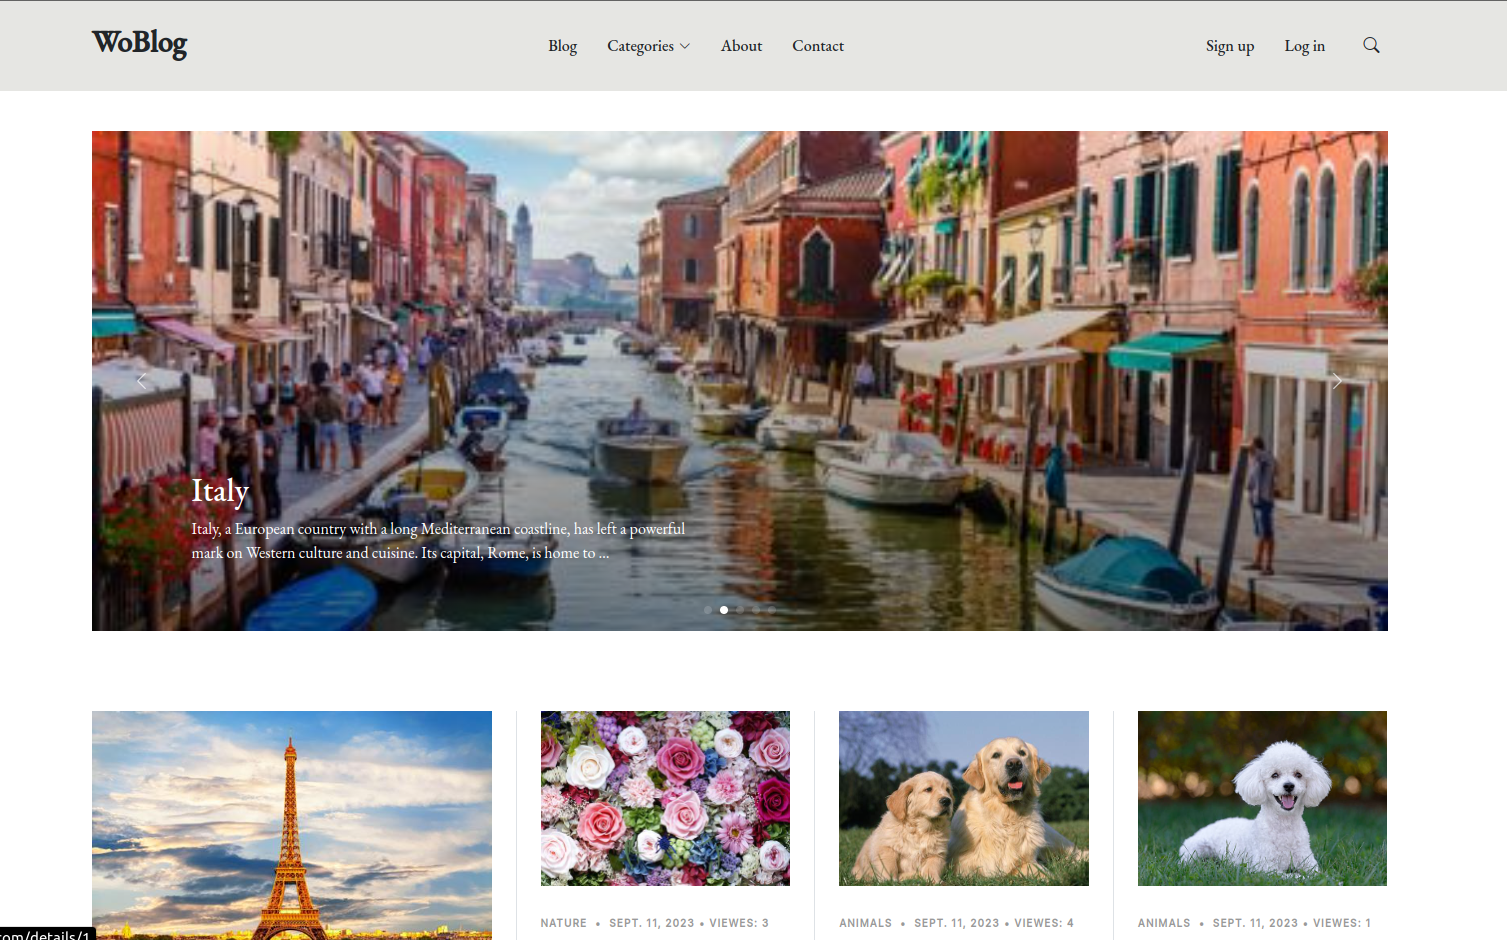 WoBlog
Blog Categories About Contact
Sign up Log in
Italy
Italy, a European country with a long Mediterranean coastline, has left a powerful
mark on Western culture and cuisine. Its capital, Rome, is home to ...
NATURE • SEPT. 11, 2023 • VIEWES: 3
ANIMALS • SEPT. 11, 2023 • VIEWES: 4
ANIMALS • SEPT. 11, 2023 • VIEWES: 1
com/details/1